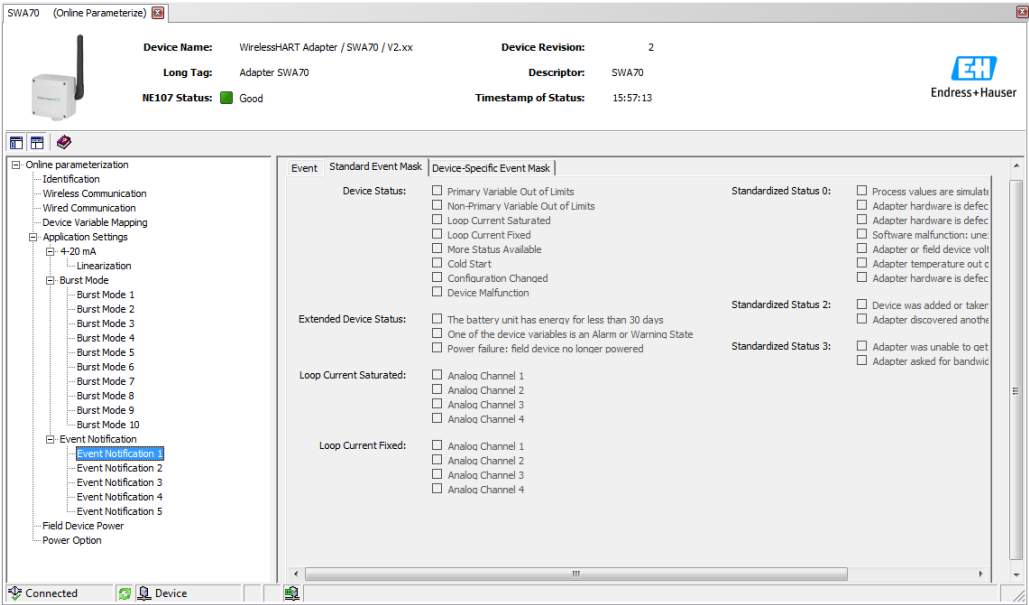 SWA70 (Online Parameterize)
Device Name: WirelessHART Adapter / SWA70 / V2.xx Device Revision: 2
Long Tag: Adapter SWA70 Descriptor: SWA70
NE107 Status: Good Timestamp of Status: 15:57:13
EH
Endress+Hauser
Online parameterization
Identification
Wireless Communication
Wired Communication
Device Variable Mapping
Application Settings
4-20 mA
Linearization
Burst Mode
Burst Mode 1
Burst Mode 2
Burst Mode 3
Burst Mode 4
Burst Mode 5
Burst Mode 6
Burst Mode 7
Burst Mode 8
Burst Mode 9
Burst Mode 10
Event Notification
Event Notification 1
Event Notification 2
Event Notification 3
Event Notification 4
Event Notification 5
Field Device Power
Power Option
Event Standard Event Mask Device-Specific Event Mask
Device Status: Primary Variable Out of Limits
Non-Primary Variable Out of Limits
Loop Current Saturated
Loop Current Fixed
More Status Available
Cold Start
Configuration Changed
Device Malfunction
Extended Device Status: The battery unit has energy for less than 30 days
One of the device variables is an Alarm or Warning State
Power failure: field device no longer powered
Loop Current Saturated: Analog Channel 1
Analog Channel 2
Analog Channel 3
Analog Channel 4
Loop Current Fixed: Analog Channel 1
Analog Channel 2
Analog Channel 3
Analog Channel 4
Standardized Status 0: Process values are simulat
Adapter hardware is defec
Adapter hardware is defec
Software malfunction: une
Adapter or field device volt
Adapter temperature out o
Adapter hardware is defec
Standardized Status 2: Device was added or taken
Adapter discovered anothe
Standardized Status 3: Adapter was unable to get
Adapter asked for bandwic
Connected Device